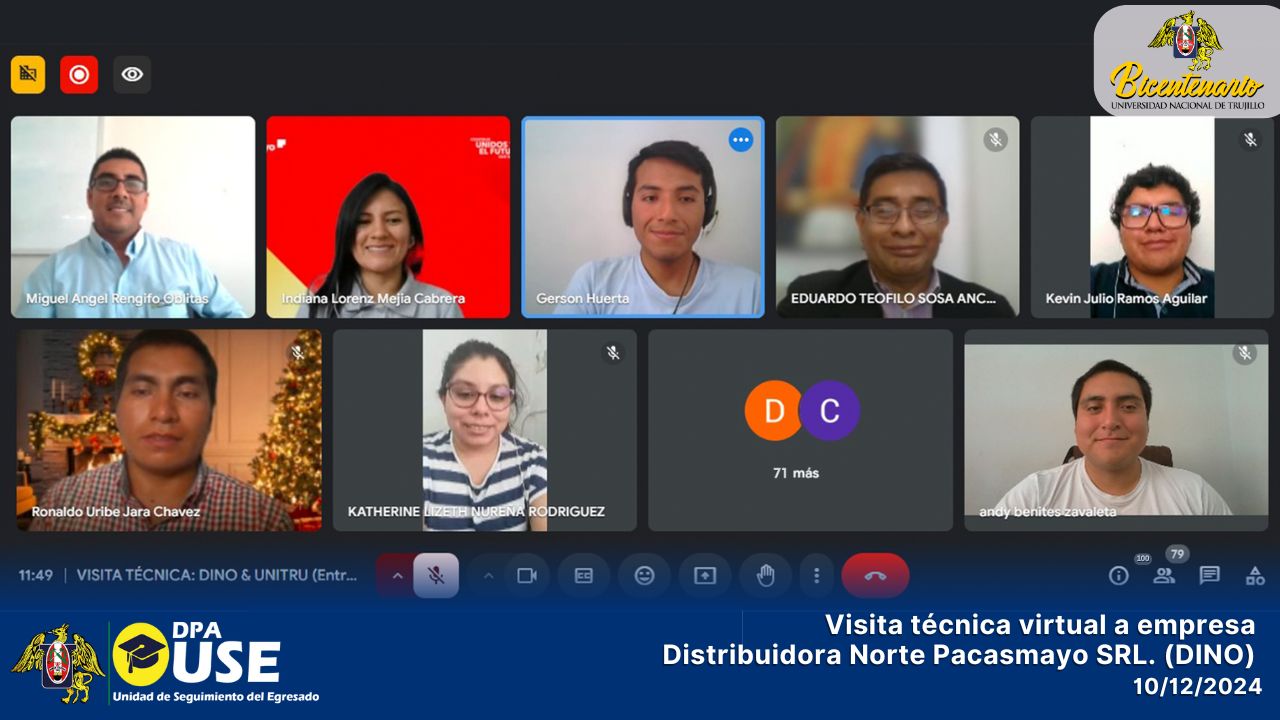 Bicentenario
UNIVERSIDAD NACIONAL DE TRUJILLO
UNIDOS
EL FUTU
Miguel Angel Rengifo Oblitas
Indiana Lorenz Mejía Cabrera
Gerson Huerta
EDUARDO TEOFILO SOSA ANC...
Kevin Julio Ramos Aguilar
D
C
71 más
Ronaldo Uribe Jara Chavez
KATHERINE LIZETH NUREÑA RODRIGUEZ
andy benites zavaleta
11:49 | VISITA TÉCNICA: DINO & UNITRU (Entr...
100
79
DPA
USE
Unidad de Seguimiento del Egresado
Visita técnica virtual a empresa
Distribuidora Norte Pacasmayo SRL. (DINO)
10/12/2024